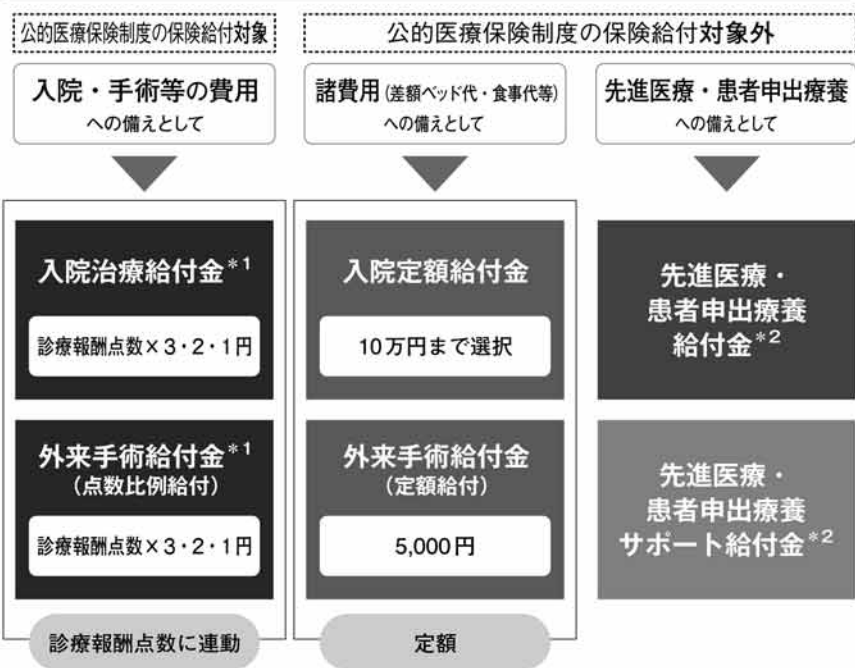 公的医療保険制度の保険給付対象
公的医療保険制度の保険給付対象外
入院・手術等の費用
への備えとして
諸費用(差額ベッド代・食事代等)
への備えとして
先進医療・患者申出療養
への備えとして
入院治療給付金*1
診療報酬点数×3・2・1円
入院定額給付金
10万円まで選択
先進医療・
患者申出療養
給付金*2
外来手術給付金*1
(点数比例給付)
診療報酬点数×3・2・1円
外来手術給付金
(定額給付)
5,000円
先進医療・
患者申出療養
サポート給付金*2
診療報酬点数に連動
定額